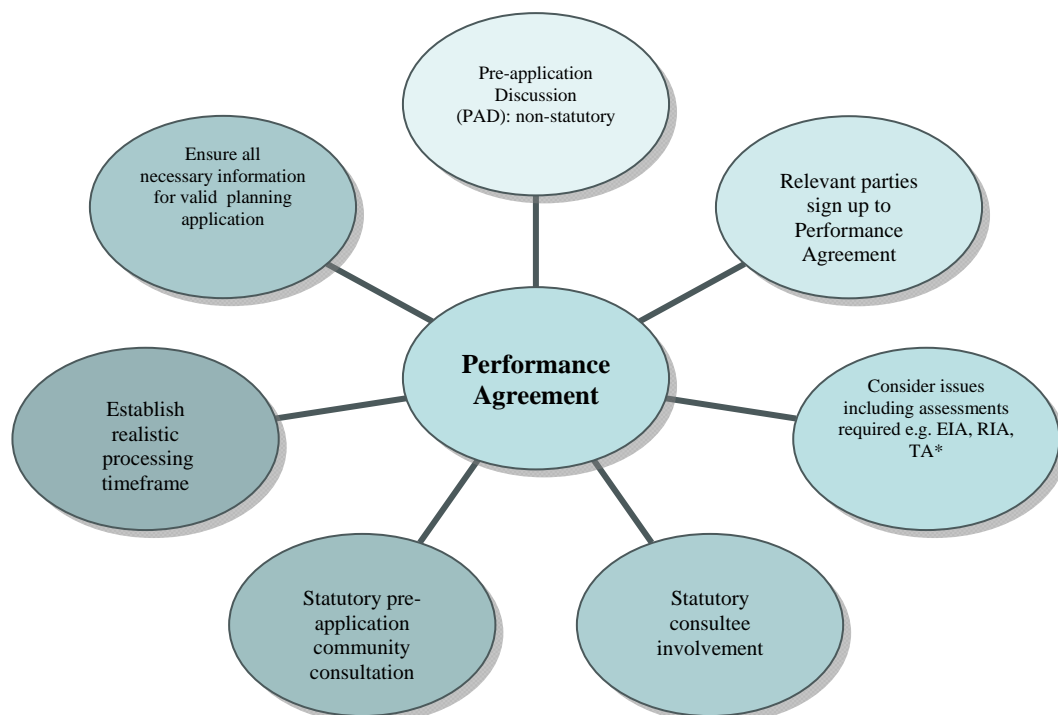 Pre-application
Discussion
(PAD): non-statutory
Relevant parties
sign up to
Performance
Agreement
Consider issues
including assessments
required e.g. EIA, RIA,
TA*
Statutory
consultee
involvement
Statutory pre-
application
community
consultation
Establish
realistic
processing
timeframe
Ensure all
necessary information
for valid planning
application
Performance
Agreement